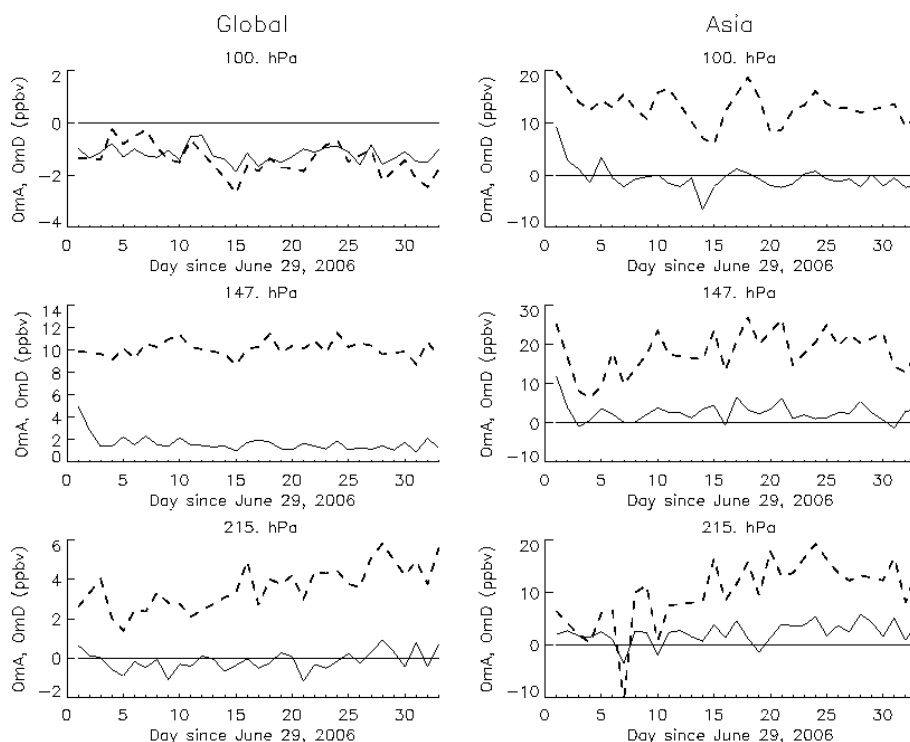 Global
100. hPa
OmA, OmD (ppbv)
2
0
−2
−4
0 5 10 15 20 25 30
Day since June 29, 2006
147. hPa
OmA, OmD (ppbv)
14
12
10
8
6
4
2
0
0 5 10 15 20 25 30
Day since June 29, 2006
215. hPa
OmA, OmD (ppbv)
6
4
2
0
−2
0 5 10 15 20 25 30
Day since June 29, 2006
Asia
100. hPa
OmA, OmD (ppbv)
20
10
0
−10
0 5 10 15 20 25 30
Day since June 29, 2006
147. hPa
OmA, OmD (ppbv)
30
20
10
0
−10
0 5 10 15 20 25 30
Day since June 29, 2006
215. hPa
OmA, OmD (ppbv)
20
10
0
−10
0 5 10 15 20 25 30
Day since June 29, 2006